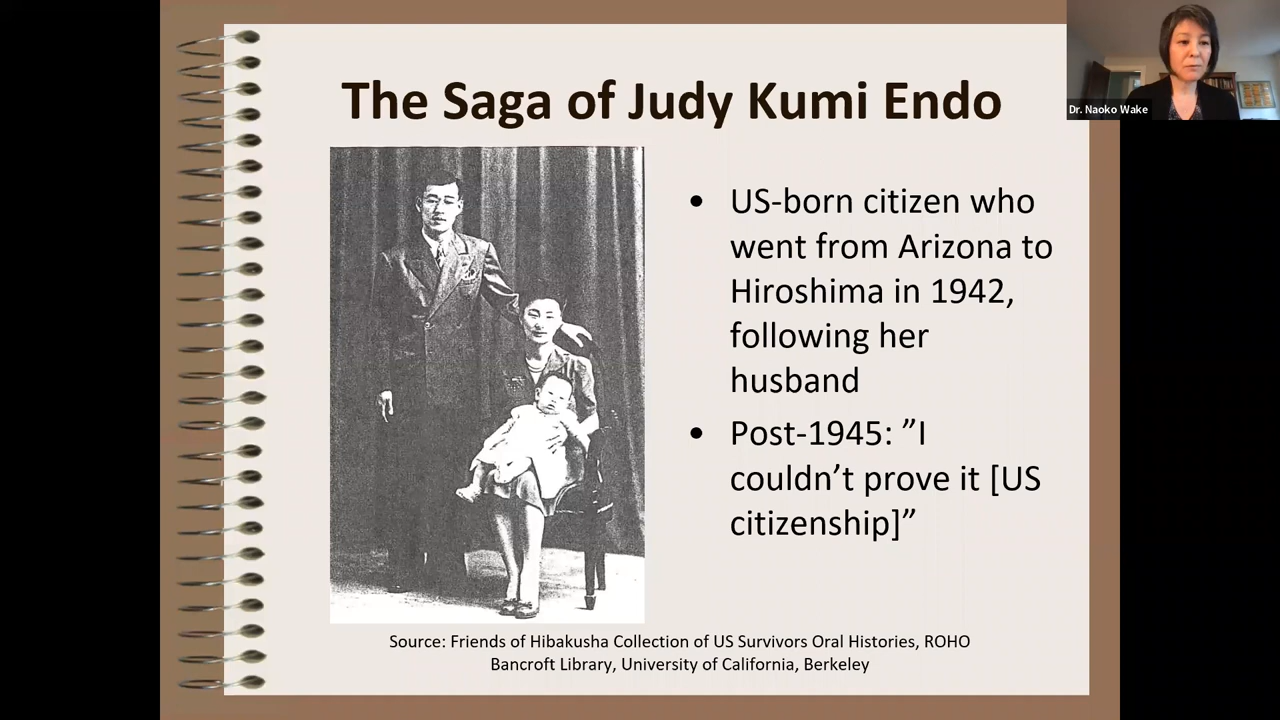 The Saga of Judy Kumi Endo
Dr. Naoko Wake
• US-born citizen who
went from Arizona to
Hiroshima in 1942,
following her
husband
• Post-1945: ”I
couldn’t prove it [US
citizenship]”
Source: Friends of Hibakusha Collection of US Survivors Oral Histories, ROHO
Bancroft Library, University of California, Berkeley